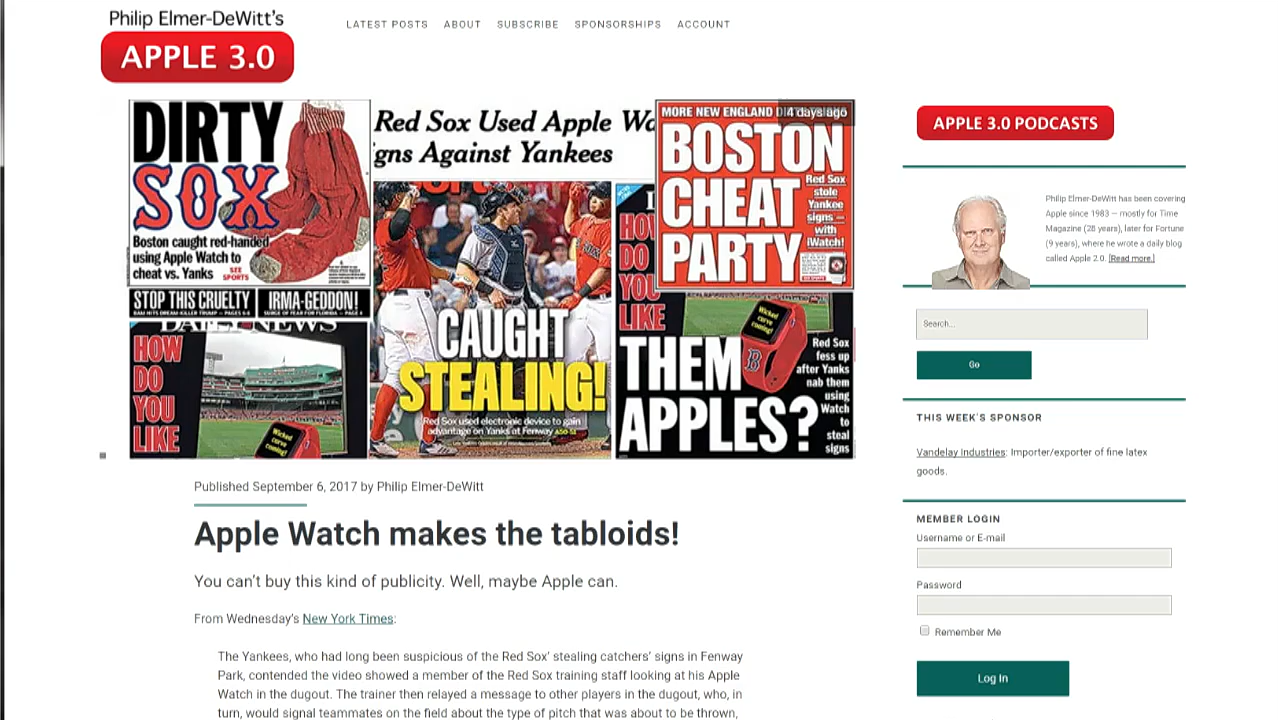 Philip Elmer-DeWitt's
APPLE 3.0
LATEST POSTS ABOUT SUBSCRIBE SPONSORSHIPS ACCOUNT
DIRTY
SOX
Boston caught red-handed
using Apple Watch to
cheat vs. Yanks
SEE
SPORTS
STOP THIS CRUELTY
IRMA-GEDDON!
DAILY NEWS
HOW
DO
YOU
LIKE
Wicked
curve
coming!
Red Sox Used Apple Wa
gns Against Yankees
CAUGHT
STEALING!
Red Sox used electronic device to gain
advantage on Yanks at Fenway
MORE NEW ENGLAND
4 days ago
BOSTON
CHEAT
PARTY
Red Sox
stole
Yankee
signs —
with
iWatch!
HOW
DO
YOU
LIKE
Wicked
curve
coming!
B
THEM
APPLES?
Red Sox
fess up
after Yanks
nab them
using
Watch
to
steal
signs
Published September 6, 2017 by Philip Elmer-DeWitt
Apple Watch makes the tabloids!
You can't buy this kind of publicity. Well, maybe Apple can.
From Wednesday's New York Times:
The Yankees, who had long been suspicious of the Red Sox' stealing catchers' signs in Fenway
Park, contended the video showed a member of the Red Sox training staff looking at his Apple
Watch in the dugout. The trainer then relayed a message to other players in the dugout, who, in
turn, would signal teammates on the field about the type of pitch that was about to be thrown,
APPLE 3.0 PODCASTS
Philip Elmer-DeWitt has been covering
Apple since 1983 — mostly for Time
Magazine (28 years), later for Fortune
(9 years), where he wrote a daily blog
called Apple 2.0. [Read more.]
Search...
Go
THIS WEEK'S SPONSOR
Vandelay Industries: Importer/exporter of fine latex
goods.
MEMBER LOGIN
Username or E-mail
Password
Remember Me
Log In